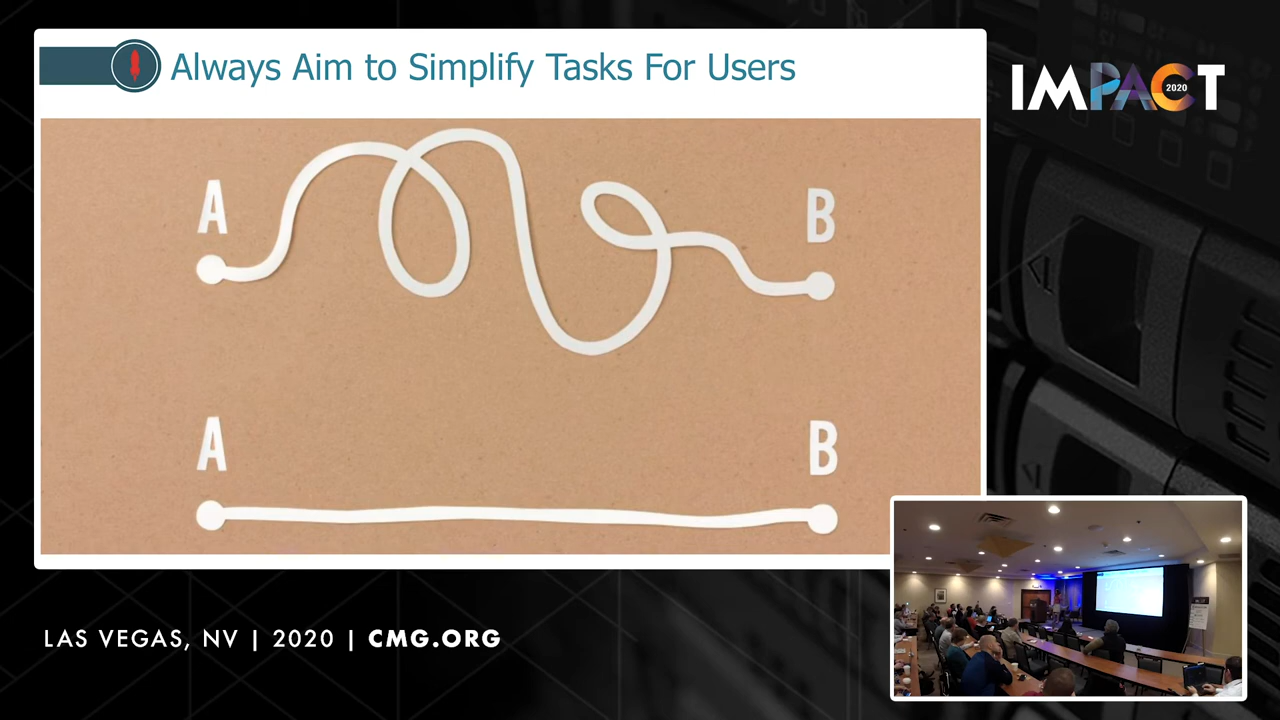 Always Aim to Simplify Tasks For Users
IMPACT
2020
A
B
A
B
LAS VEGAS, NV | 2020 | CMG.ORG